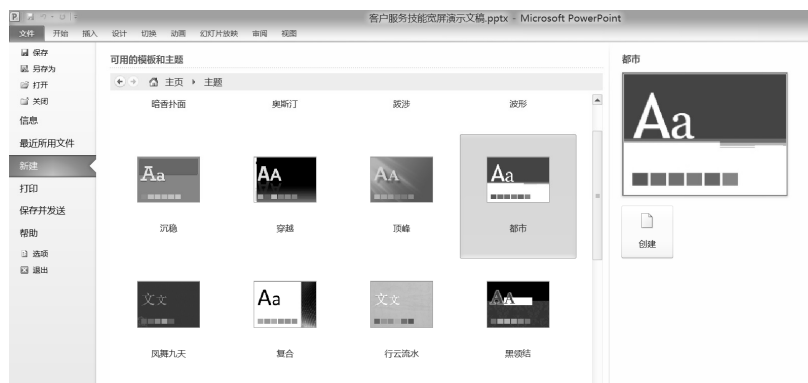 客户服务技能宽屏演示文稿.pptx - Microsoft PowerPoint
文件 开始 插入 设计 切换 动画 幻灯片放映 审阅 视图
保存
另存为
打开
关闭
信息
最近所用文件
新建
打印
保存并发送
帮助
选项
退出
可用的模板和主题
主页 主题
暗香扑面 奥斯汀 跋涉 波形
Aa AA AA Aa
沉稳 穿越 顶峰 都市
文文 Aa 文文 AA
凤舞九天 复合 行云流水 黑领结
都市
Aa
创建